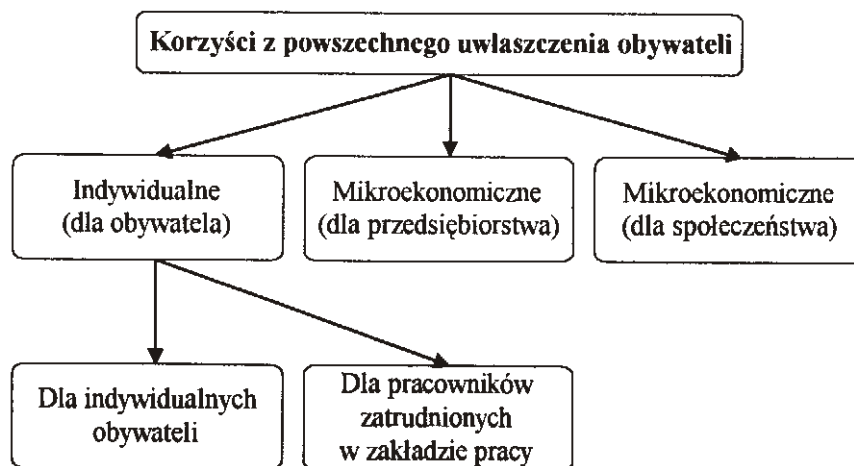 Korzyści z powszechnego uwłaszczenia obywateli
Indywidualne
(dla obywatela)
Mikroekonomiczne
(dla przedsiębiorstwa)
Mikroekonomiczne
(dla społeczeństwa)
Dla indywidualnych
obywateli
Dla pracowników
zatrudnionych
w zakładzie pracy